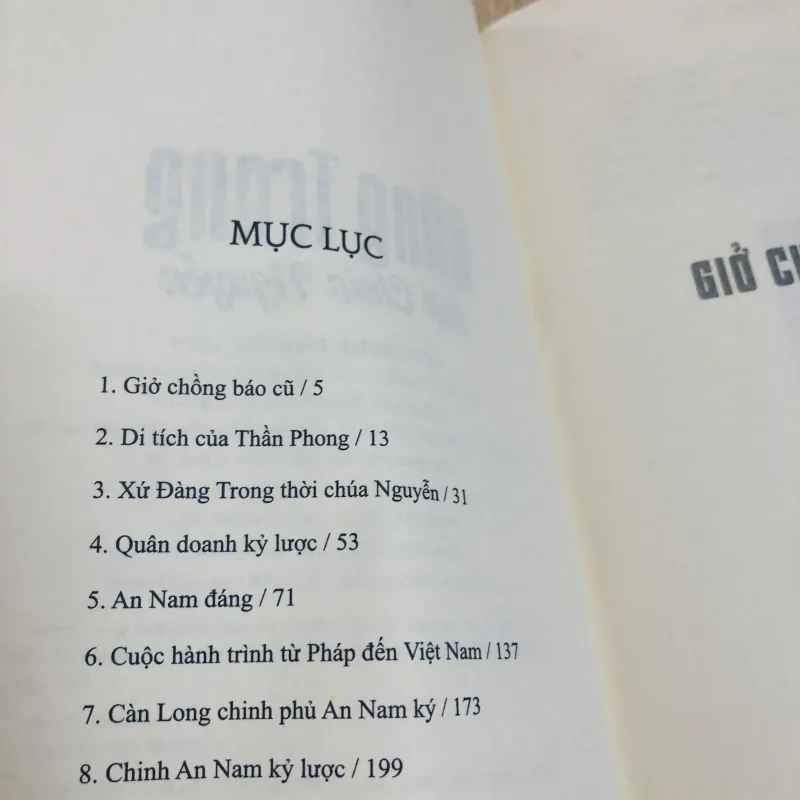 MỤC LỤC
1. Giở chồng báo cũ / 5
2. Di tích của Thần Phong / 13
3. Xứ Đàng Trong thời chúa Nguyễn / 31
4. Quân doanh kỷ lược / 53
5. An Nam đáng / 71
6. Cuộc hành trình từ Pháp đến Việt Nam / 137
7. Càn Long chinh phủ An Nam ký / 173
8. Chinh An Nam kỷ lược / 199
GIỞ